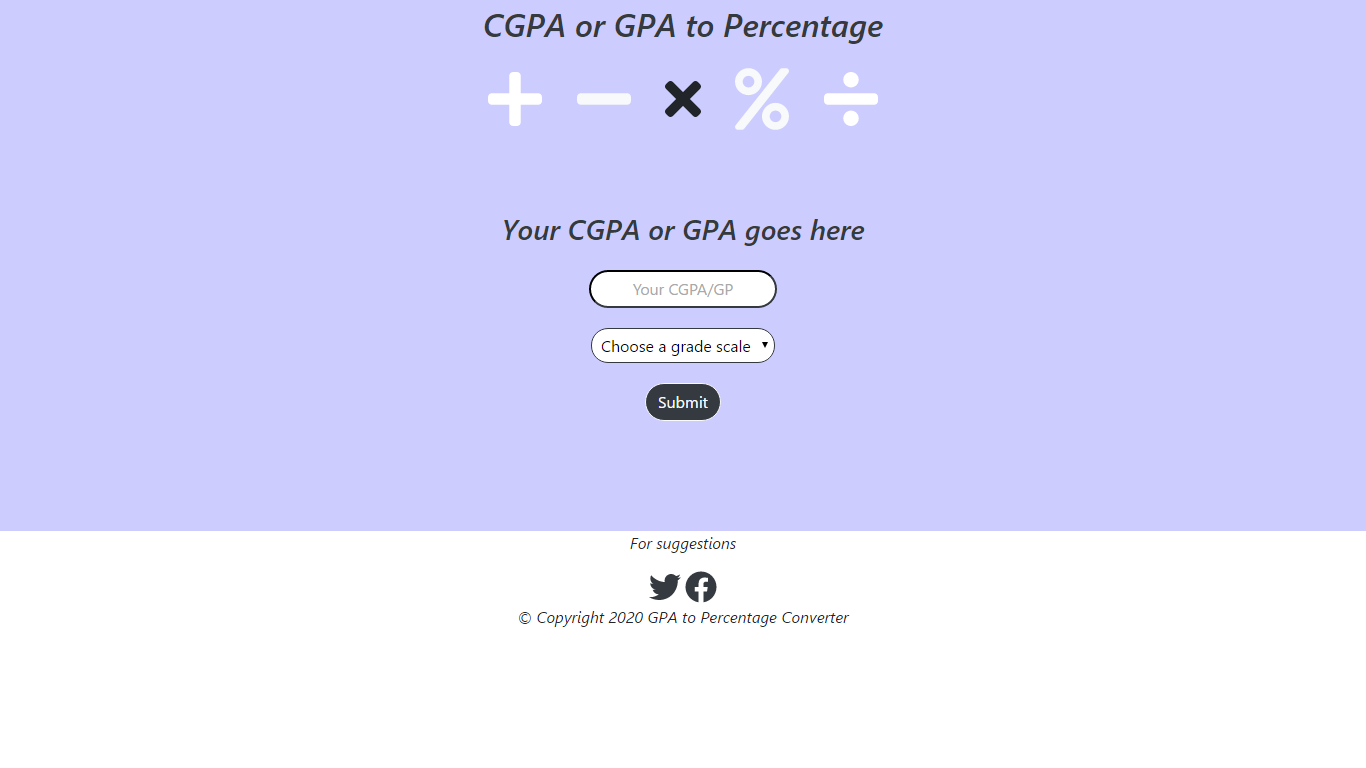 CGPA or GPA to Percentage
Your CGPA or GPA goes here
Your CGPA/GP
Choose a grade scale
Submit
For suggestions
© Copyright 2020 GPA to Percentage Converter